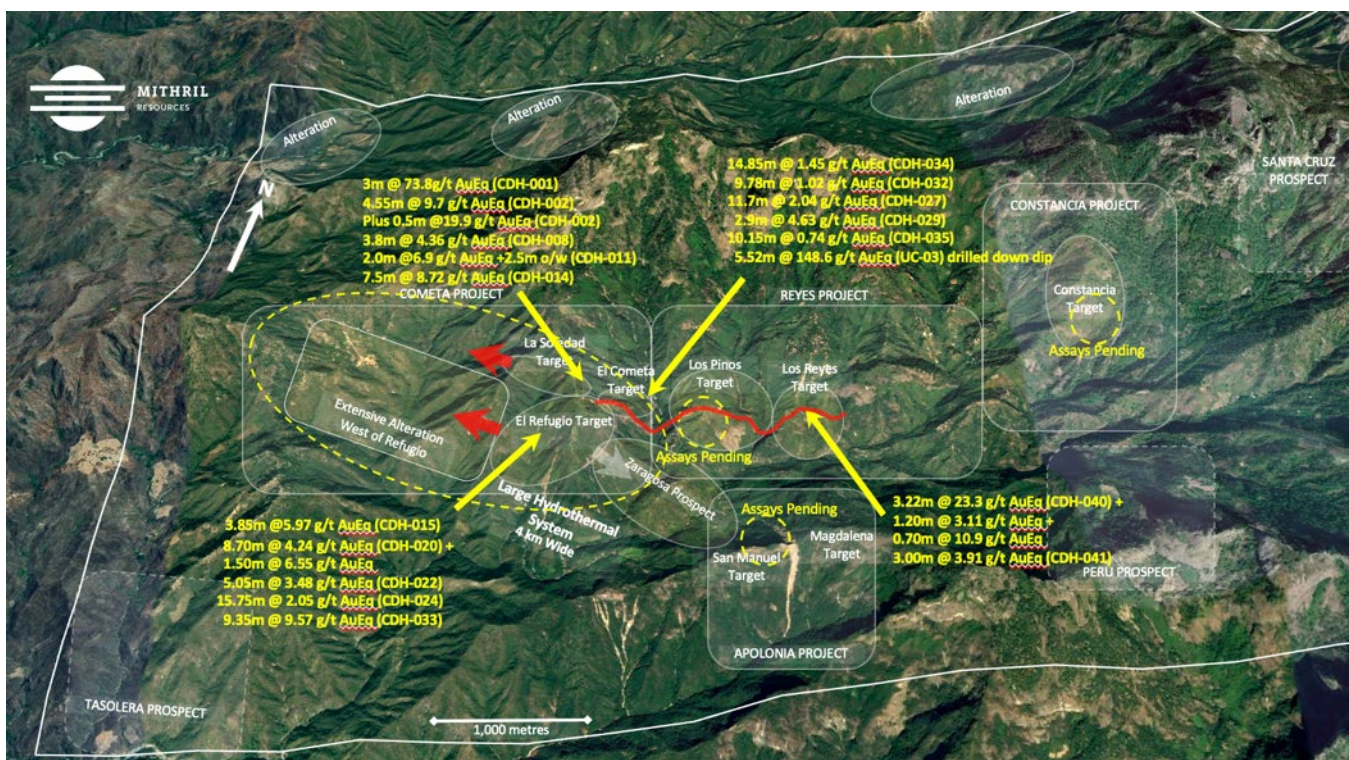 MITHRIL
RESOURCES
Alteration
Alteration
Alteration
N
3m @ 73.8g/t AuEq (CDH-001)
4.55m @ 9.7 g/t AuEq (CDH-002)
Plus 0.5m @19.9 g/t AuEq (CDH-002)
3.8m @ 4.36 g/t AuEq (CDH-008)
2.0m @6.9 g/t AuEq +2.5m o/w (CDH-011)
7.5m @ 8.72 g/t AuEq (CDH-014)
14.85m @ 1.45 g/t AuEq (CDH-034)
9.78m @ 1.02 g/t AuEq (CDH-032)
11.7m @ 2.04 g/t AuEq (CDH-027)
2.9m @ 4.63 g/t AuEq (CDH-029)
10.15m @ 0.74 g/t AuEq (CDH-035)
5.52m @ 148.6 g/t AuEq (UC-03) drilled down dip
SANTA CRUZ
PROSPECT
CONSTANCIA PROJECT
Constancia
Target
Assays Pending
COMETA PROJECT
REYES PROJECT
La Soledad
Target
El Cometa
Target
Los Pinos
Target
Los Reyes
Target
El Refugio Target
Extensive Alteration
West of Refugio
Assays Pending
Zaragosa Prospect
Large Hydrothermal
System
4 km Wide
3.85m @5.97 g/t AuEq (CDH-015)
8.70m @ 4.24 g/t AuEq (CDH-020) +
1.50m @ 6.55 g/t AuEq
5.05m @ 3.48 g/t AuEq (CDH-022)
15.75m @ 2.05 g/t AuEq (CDH-024)
9.35m @ 9.57 g/t AuEq (CDH-033)
Assays Pending
San Manuel
Target
Magdalena
Target
APOLONIA PROJECT
3.22m @ 23.3 g/t AuEq (CDH-040) +
1.20m @ 3.11 g/t AuEq +
0.70m @ 10.9 g/t AuEq
3.00m @ 3.91 g/t AuEq (CDH-041)
PERU PROSPECT
TASOLERA PROSPECT
1,000 metres